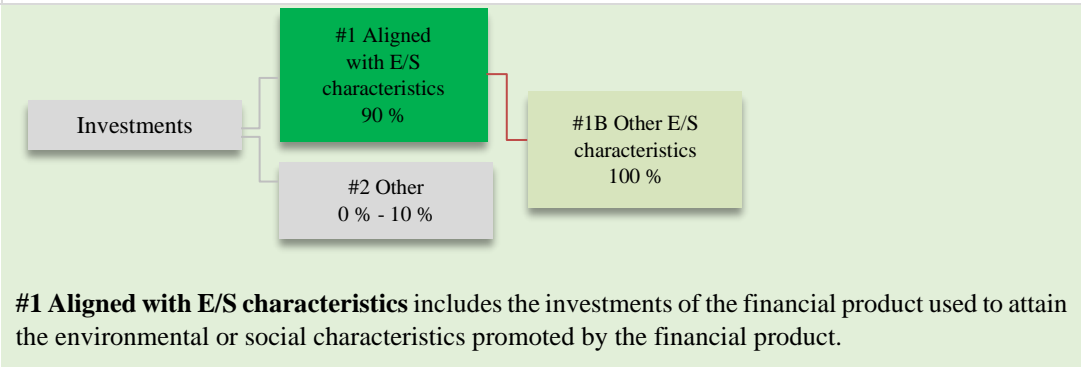 #1 Aligned
with E/S
characteristics
90 %
Investments
#1B Other E/S
characteristics
100 %
#2 Other
0 % - 10 %
#1 Aligned with E/S characteristics includes the investments of the financial product used to attain
the environmental or social characteristics promoted by the financial product.